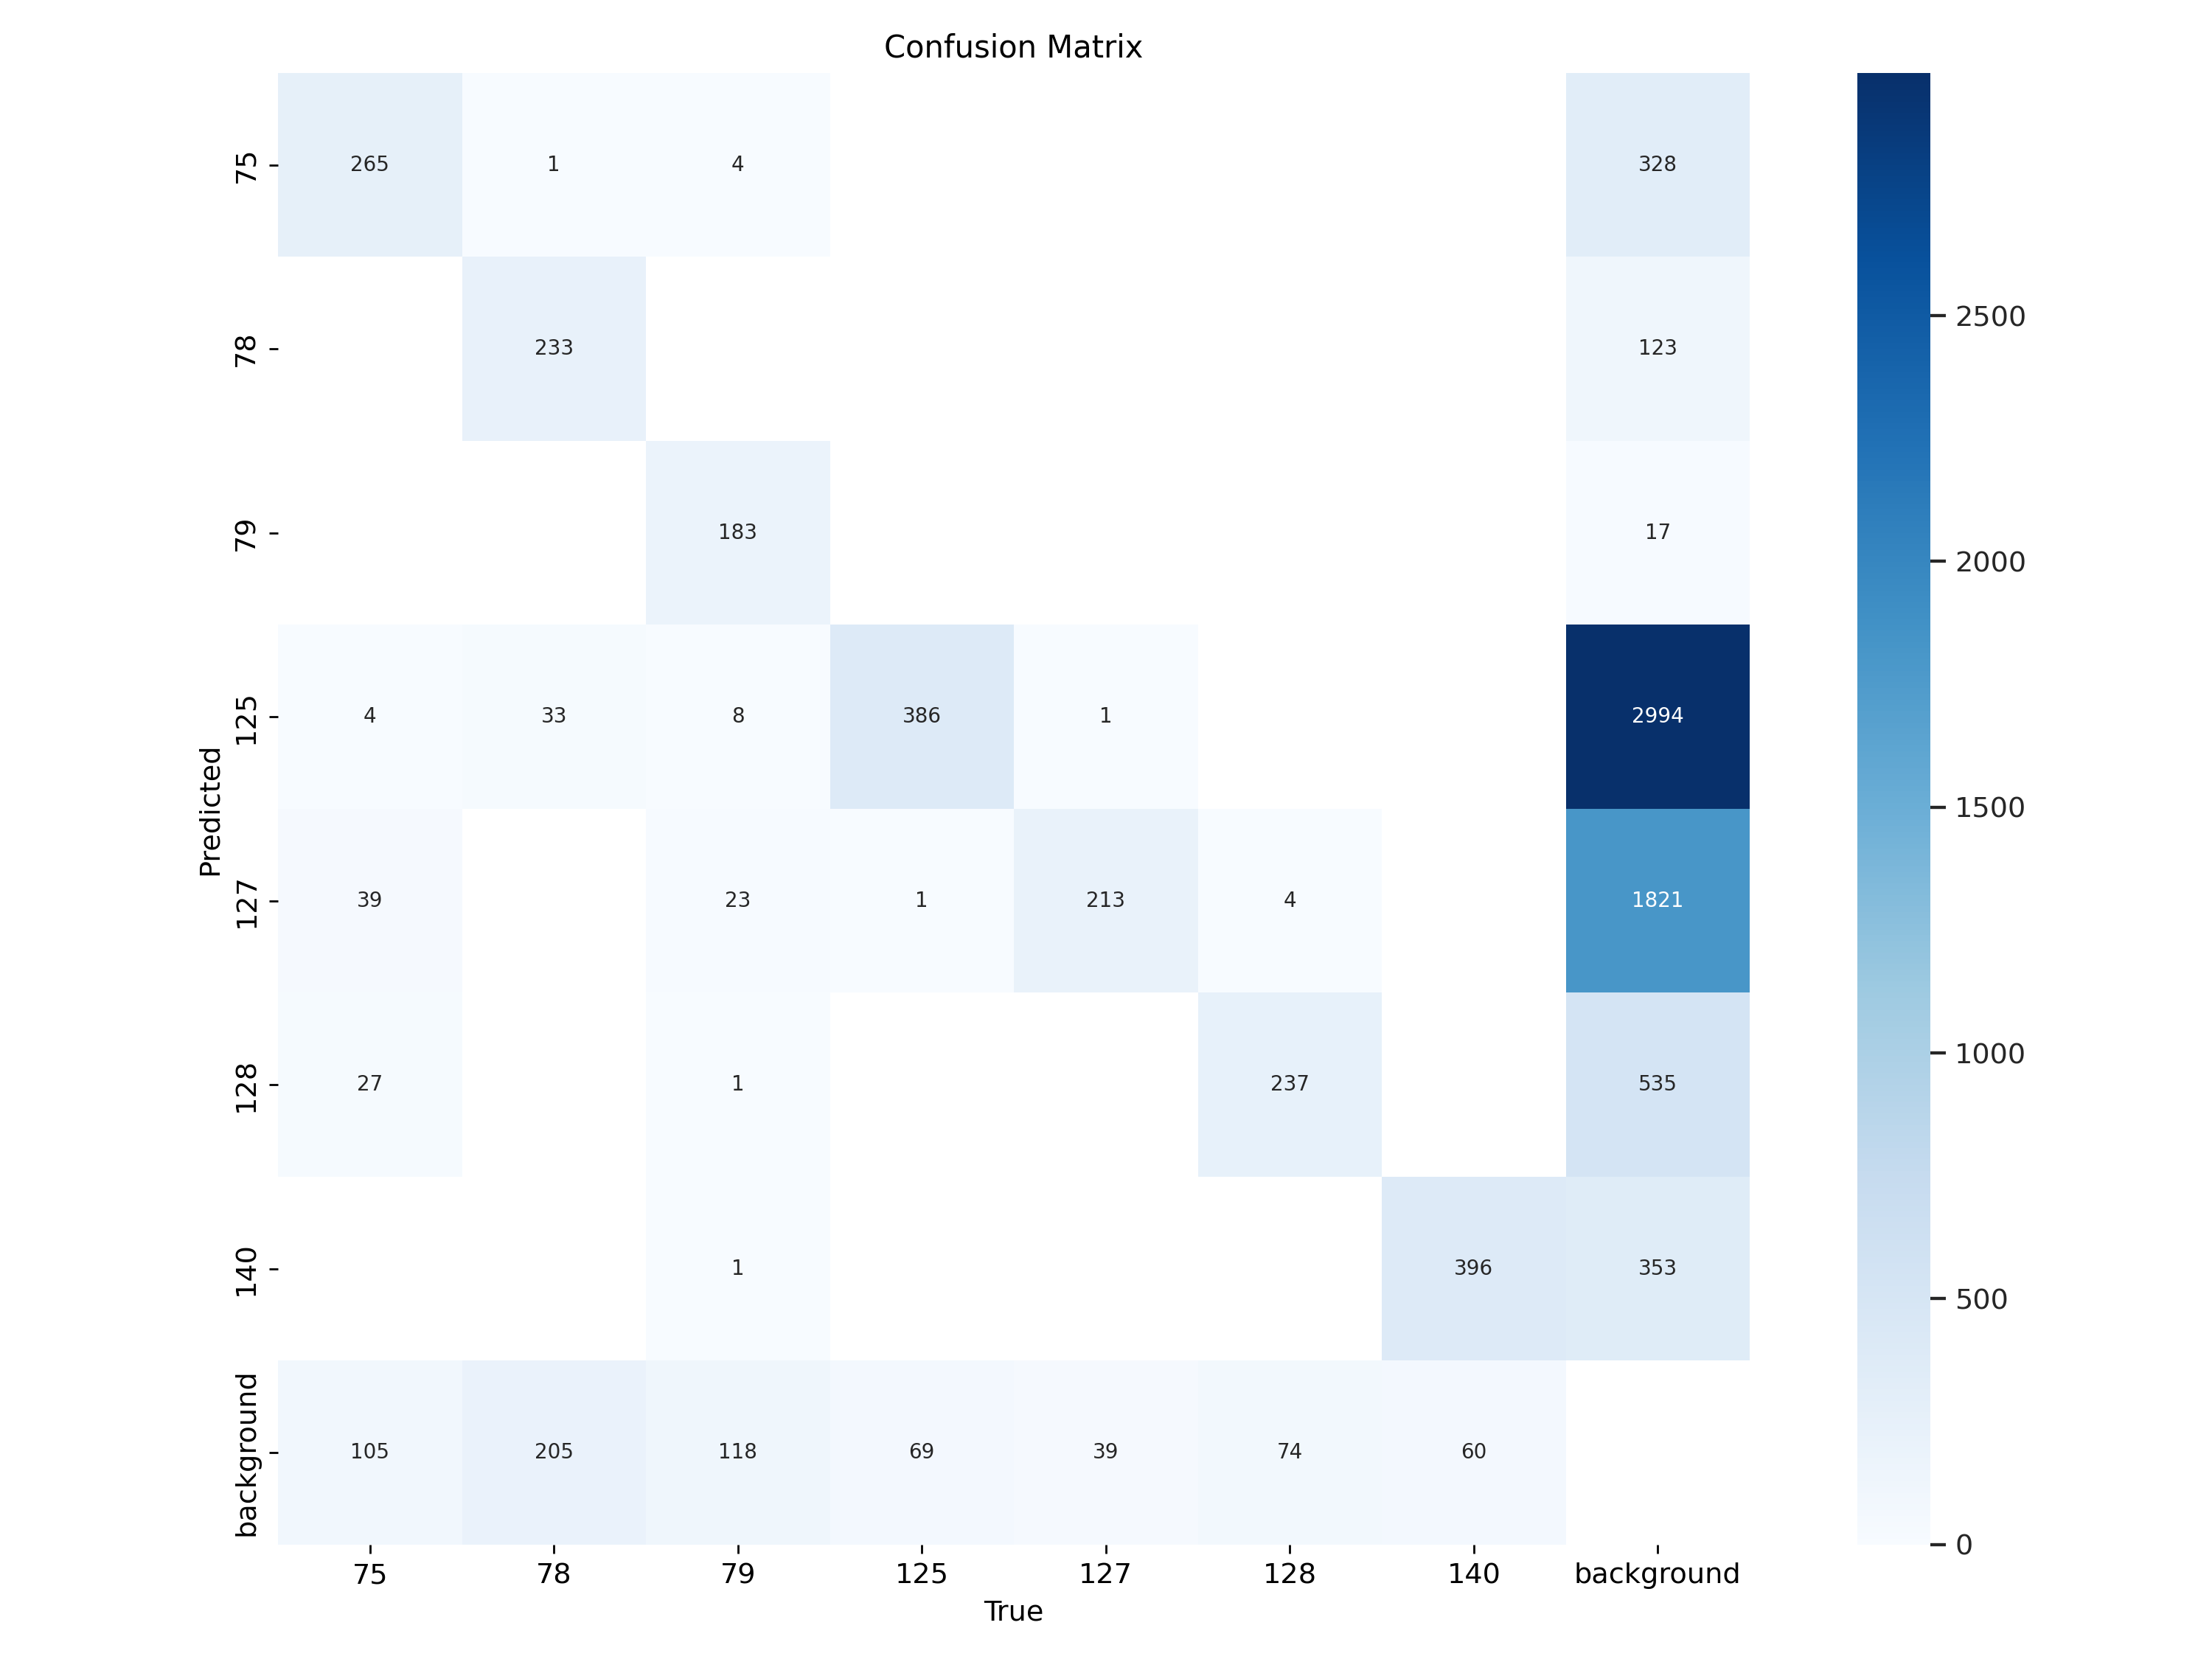 Confusion Matrix
75 265 1 4 328
78 233 123
79 183 17
125 4 33 8 386 1 2994
127 39 23 1 213 4 1821
128 27 1 237 535
140 1 396 353
background 105 205 118 69 39 74 60
75 78 79 125 127 128 140 background
True
Predicted
2500
2000
1500
1000
500
0